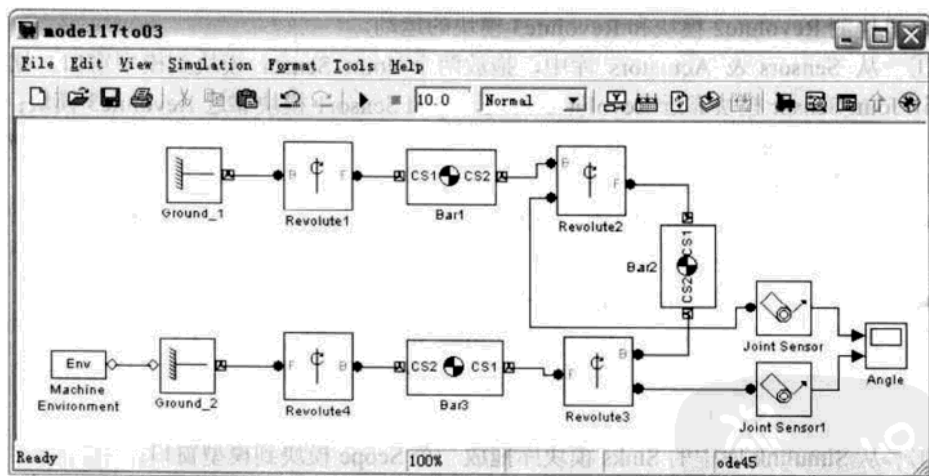 model17to03
File Edit View Simulation Format Tools Help
10.0 Normal
Ground_1
B F
Revolute1
CS1 CS2
Bar1
B F
Revolute2
CS1 CS2
Bar2
Joint Sensor
Angle
Env
Machine
Environment
Ground_2
F B
Revolute4
CS2 CS1
Bar3
F B
Revolute3
Joint Sensor1
Ready 100% ode45